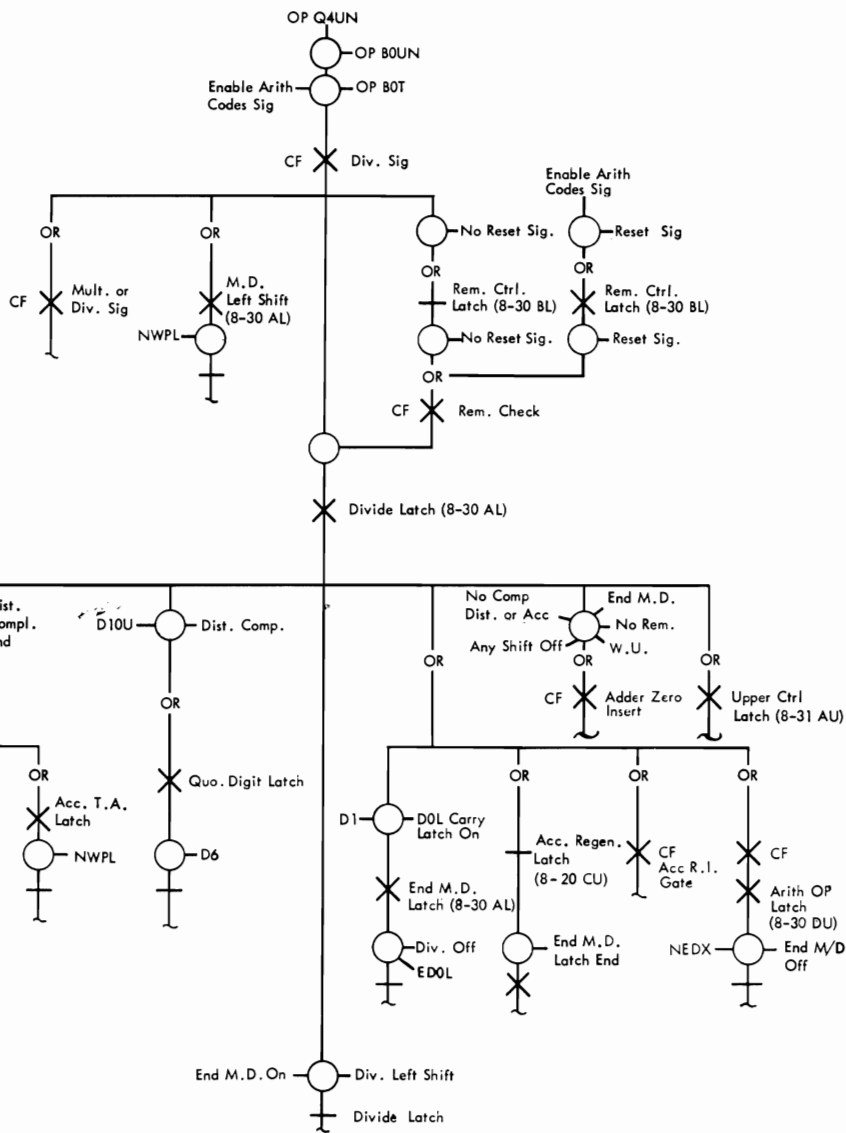 OP Q4UN
OP B0UN
Enable Arith
Codes Sig
OP B0T
CF
Div. Sig
Enable Arith
Codes Sig
OR
OR
No Reset Sig.
Reset Sig
OR
OR
CF
Mult. or
Div. Sig
M.D.
Left Shift
(8-30 AL)
Rem. Ctrl.
Latch (8-30 BL)
Rem. Ctrl.
Latch (8-30 BL)
NWPL
No Reset Sig.
Reset Sig.
OR
CF
Rem. Check
Divide Latch (8-30 AL)
ist.
ompl.
nd
D10U
Dist. Comp.
No Comp
Dist. or Acc
End M.D.
No Rem.
Any Shift Off
W.U.
OR
OR
OR
OR
CF
Adder Zero
Insert
Upper Ctrl
Latch (8-31 AU)
OR
Quo. Digit Latch
OR
OR
OR
Acc. T.A.
Latch
NWPL
D6
D1
D0L Carry
Latch On
Acc. Regen.
Latch
(8-20 CU)
CF
Acc R.I.
Gate
CF
End M.D.
Latch (8-30 AL)
Arith OP
Latch
(8-30 DU)
Div. Off
ED0L
End M.D.
Latch End
NEDX
End M/D
Off
End M.D. On
Div. Left Shift
Divide Latch